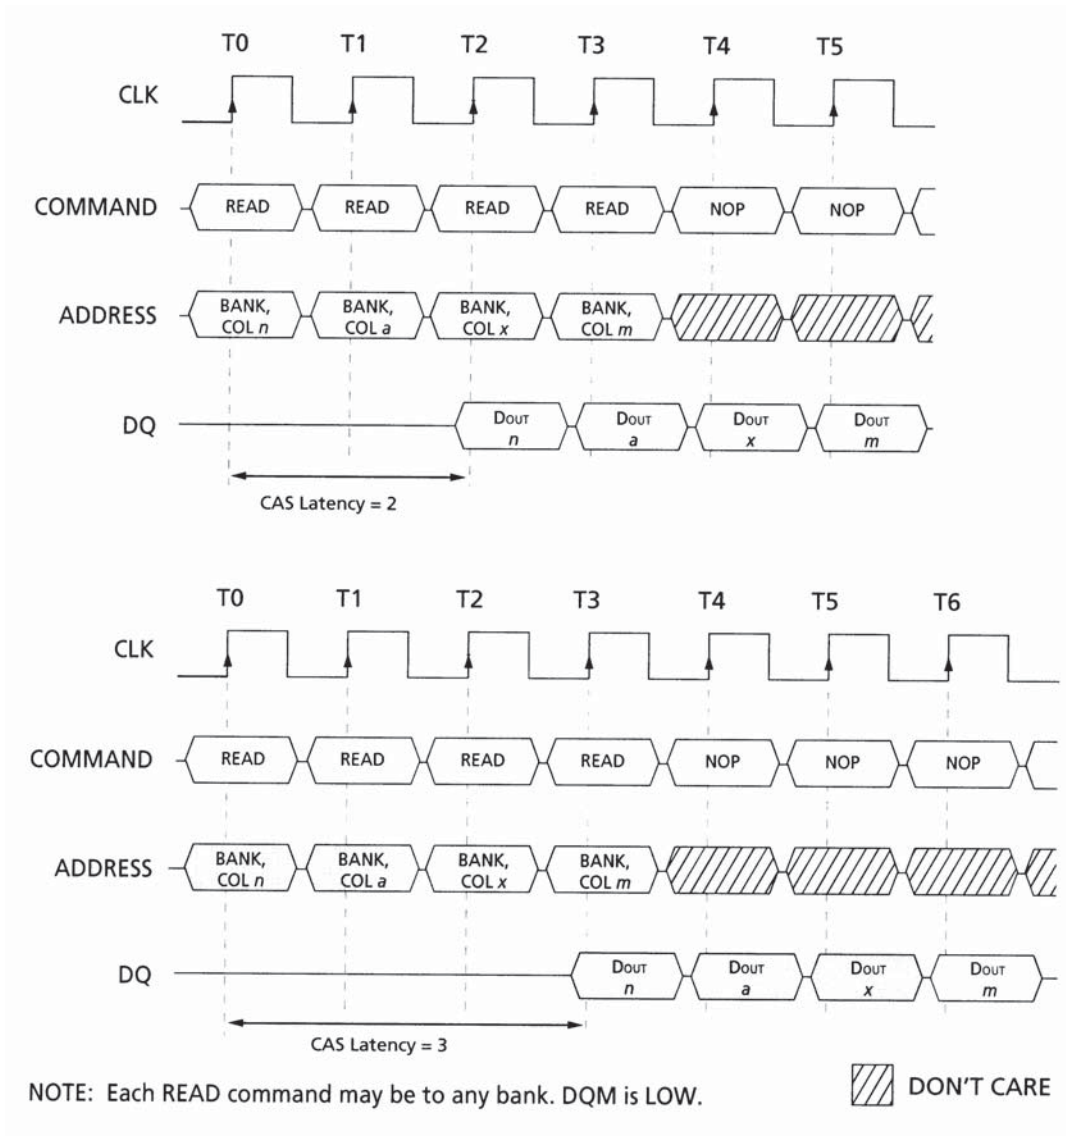 T0 T1 T2 T3 T4 T5
CLK
COMMAND READ READ READ READ NOP NOP
ADDRESS BANK, COL n BANK, COL a BANK, COL x BANK, COL m
DQ DOUT n DOUT a DOUT x DOUT m
CAS Latency = 2
T0 T1 T2 T3 T4 T5 T6
CLK
COMMAND READ READ READ READ NOP NOP NOP
ADDRESS BANK, COL n BANK, COL a BANK, COL x BANK, COL m
DQ DOUT n DOUT a DOUT x DOUT m
CAS Latency = 3
NOTE: Each READ command may be to any bank. DQM is LOW.
DON'T CARE